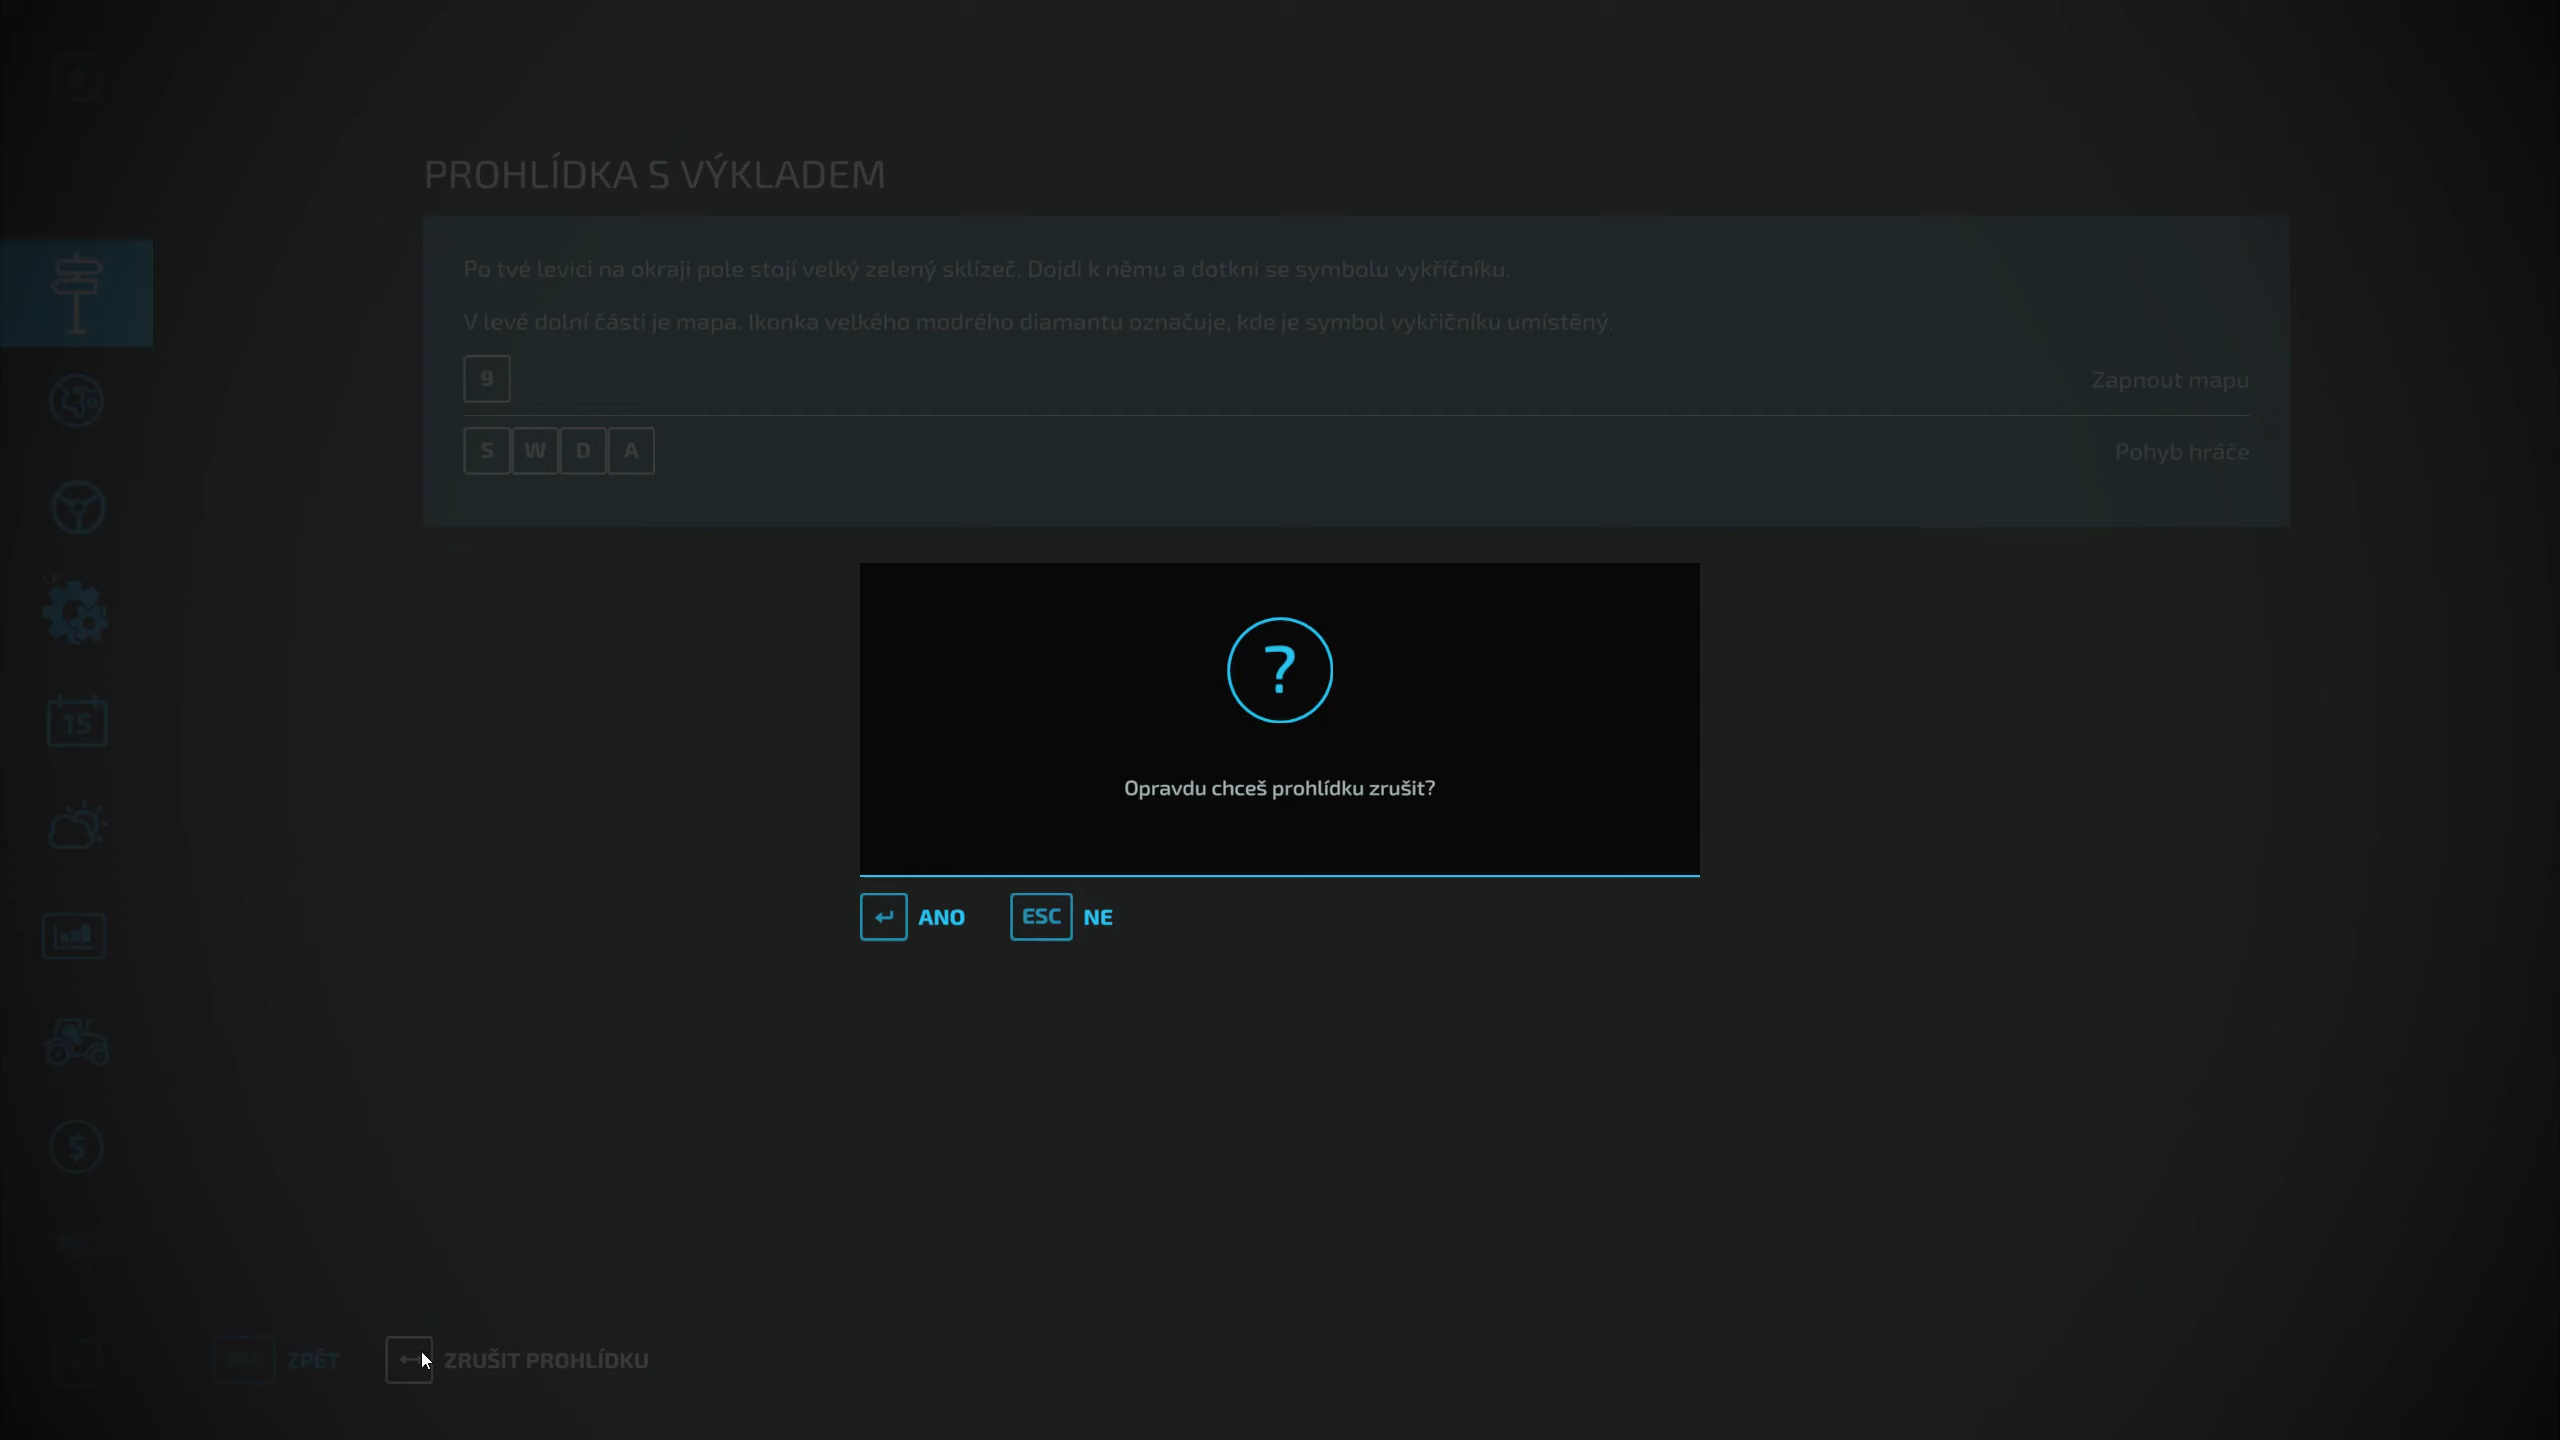 PROHLÍDKA S VÝKLADEM
Po tvé levici na okraji pole stojí velký zelený sklízeč. Dojdi k němu a dotkni se symbolu vykříčníku.
V levé dolní části je mapa. Ikonka velkého modrého diamantu označuje, kde je symbol vykřičníku umístěný.
9 Zapnout mapu
S W D A Pohyb hráče
15
?
Opravdu chceš prohlídku zrušit?
ANO ESC NE
$
ZPĚT ZRUŠIT PROHLÍDKU